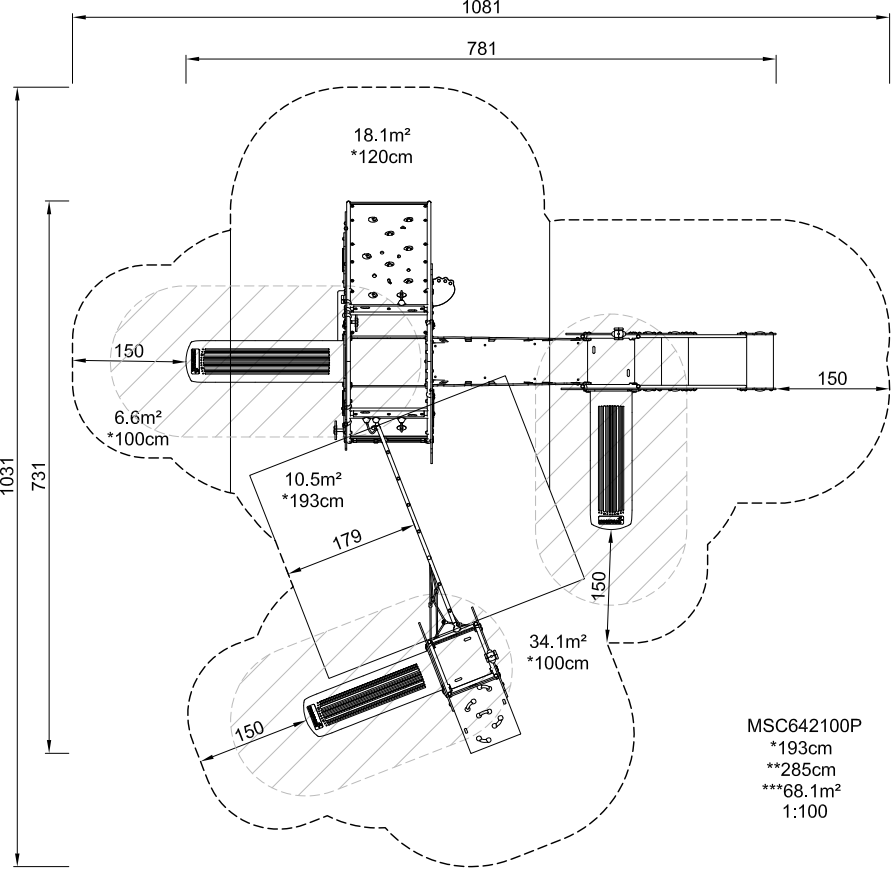 1081
781
18.1m²
*120cm
150
150
6.6m²
*100cm
1031
731
10.5m²
*193cm
179
150
34.1m²
*100cm
150
MSC642100P
*193cm
**285cm
***68.1m²
1:100